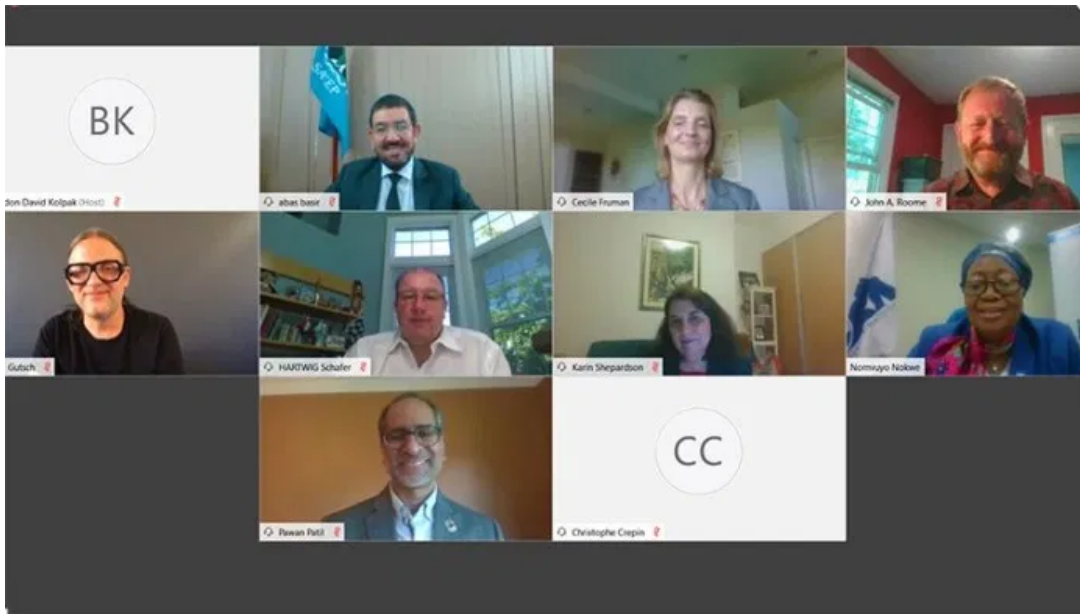 BK
don David Kolpak (Host)
abas basir
Cecile Fruman
John A. Roome
Gutsch
HARTWIG Schafer
Karin Shepardson
Nomvuyo Nokwe
Pawan Patil
CC
Christophe Crepin